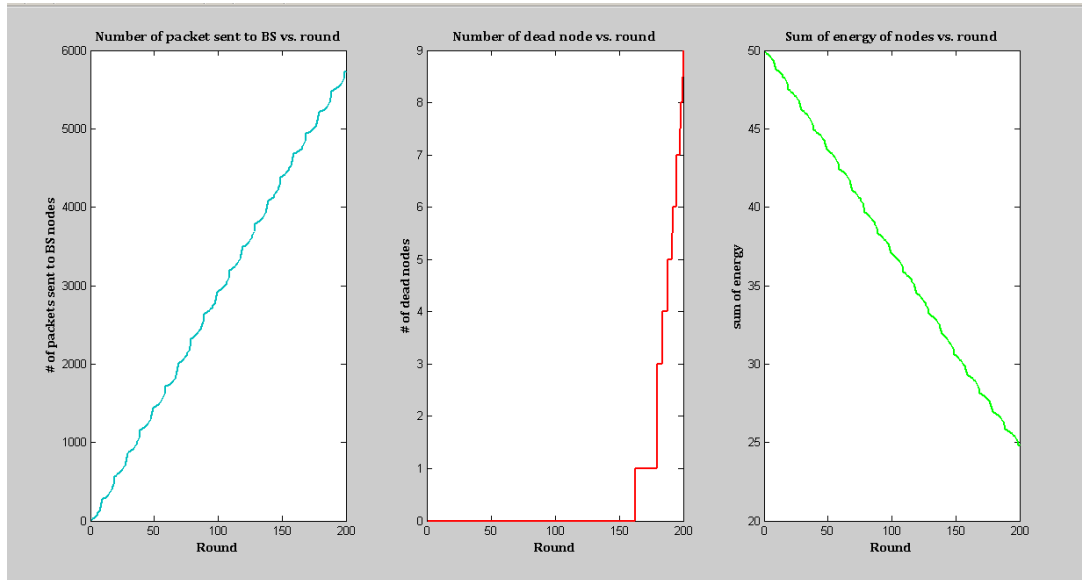 Number of packet sent to BS vs. round
6000
5000
4000
3000
2000
1000
0
# of packets sent to BS nodes
0 50 100 150 200
Round
Number of dead node vs. round
9
8
7
6
5
4
3
2
1
0
# of dead nodes
0 50 100 150 200
Round
Sum of energy of nodes vs. round
50
45
40
35
30
25
20
sum of energy
0 50 100 150 200
Round